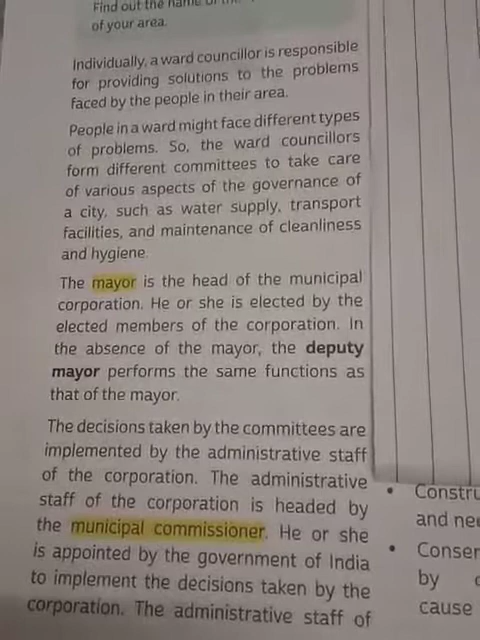 Find out the name of the
of your area.
Individually, a ward councillor is responsible
for providing solutions to the problems
faced by the people in their area.
People in a ward might face different types
of problems. So, the ward councillors
form different committees to take care
of various aspects of the governance of
a city, such as water supply, transport
facilities, and maintenance of cleanliness
and hygiene.
The mayor is the head of the municipal
corporation. He or she is elected by the
elected members of the corporation. In
the absence of the mayor, the deputy
mayor performs the same functions as
that of the mayor.
The decisions taken by the committees are
implemented by the administrative staff
of the corporation. The administrative
staff of the corporation is headed by
the municipal commissioner. He or she
is appointed by the government of India
to implement the decisions taken by the
corporation. The administrative staff of
• Constru
and nee
• Conser
by
cause